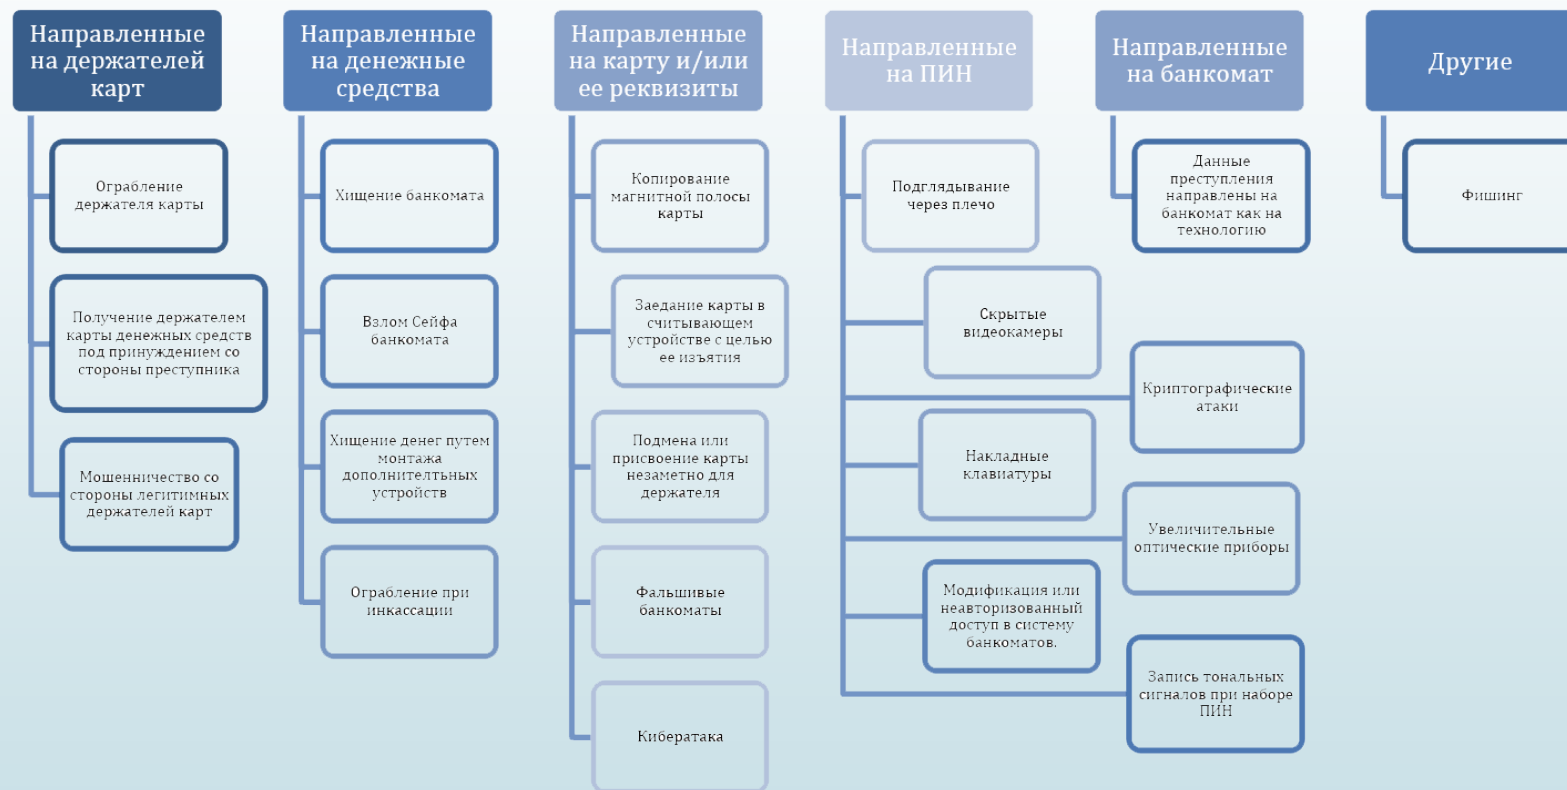 Направленные
на держателей
карт
Ограбление
держателя карты
Получение держателем
карты денежных средств
под принуждением со
стороны преступника
Мошенничество со
стороны легитимных
держателей карт
Направленные
на денежные
средства
Хищение банкомата
Взлом Сейфа
банкомата
Хищение денег путем
монтажа
дополнителтьных
устройств
Ограбление при
инкассации
Направленные
на карту и/или
ее реквизиты
Копирование
магнитной полосы
карты
Заедание карты в
считывающем
устройстве с целью
ее изъятия
Подмена или
присвоение карты
незаметно для
держателя
Фальшивые
банкоматы
Кибератака
Направленные
на ПИН
Подглядывание
через плечо
Скрытые
видеокамеры
Криптографические
атаки
Накладные
клавиатуры
Увеличительные
оптические приборы
Модификация или
неавторизованный
доступ в систему
банкоматов.
Запись тональных
сигналов при наборе
ПИН
Направленные
на банкомат
Данные
преступления
направлены на
банкомат как на
технологию
Другие
Фишинг